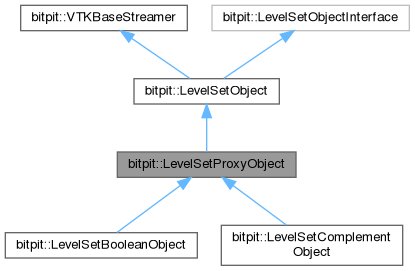 bitpit::VTKBaseStreamer
bitpit::LevelSetObjectInterface
bitpit::LevelSetObject
bitpit::LevelSetProxyObject
bitpit::LevelSetBooleanObject
bitpit::LevelSetComplement
Object